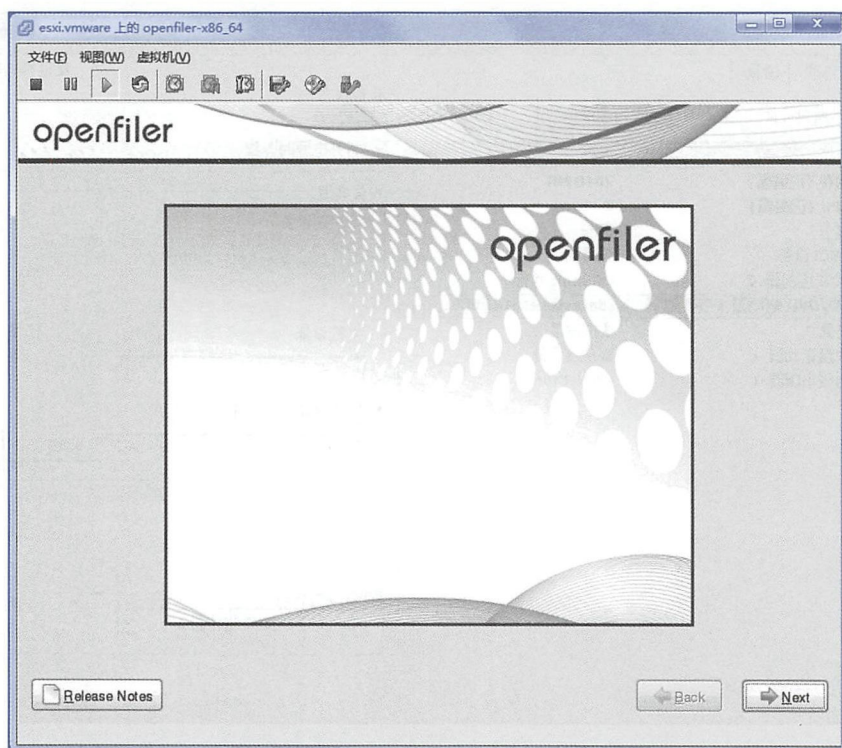 esxi.vmware 上的 openfiler-x86_64
文件(F) 视图(W) 虚拟机(V)
openfiler
openfiler
Release Notes
Back
Next